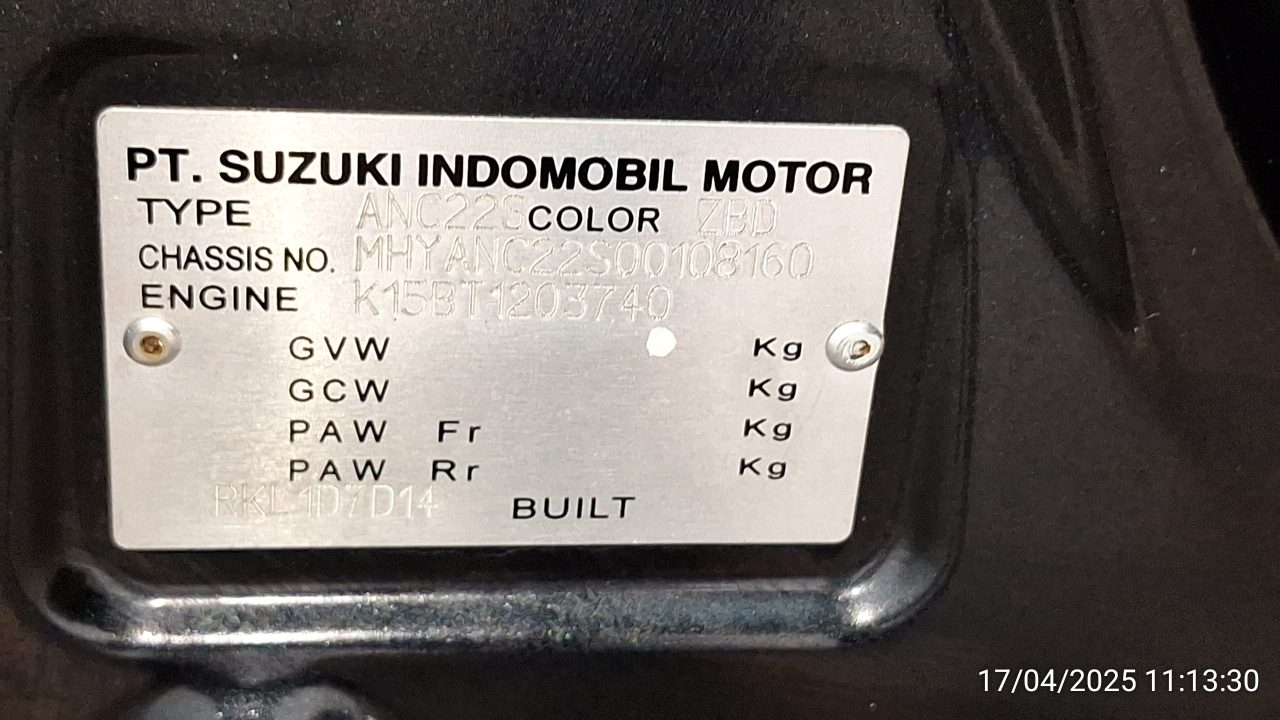 PT. SUZUKI INDOMOBIL MOTOR
TYPE ANC22S COLOR ZBD
CHASSIS NO. MHYANC22S00108160
ENGINE K15BT1203740
GVW Kg
GCW Kg
PAW Fr Kg
PAW Rr Kg
RKL1D7D14 BUILT
17/04/2025 11:13:30